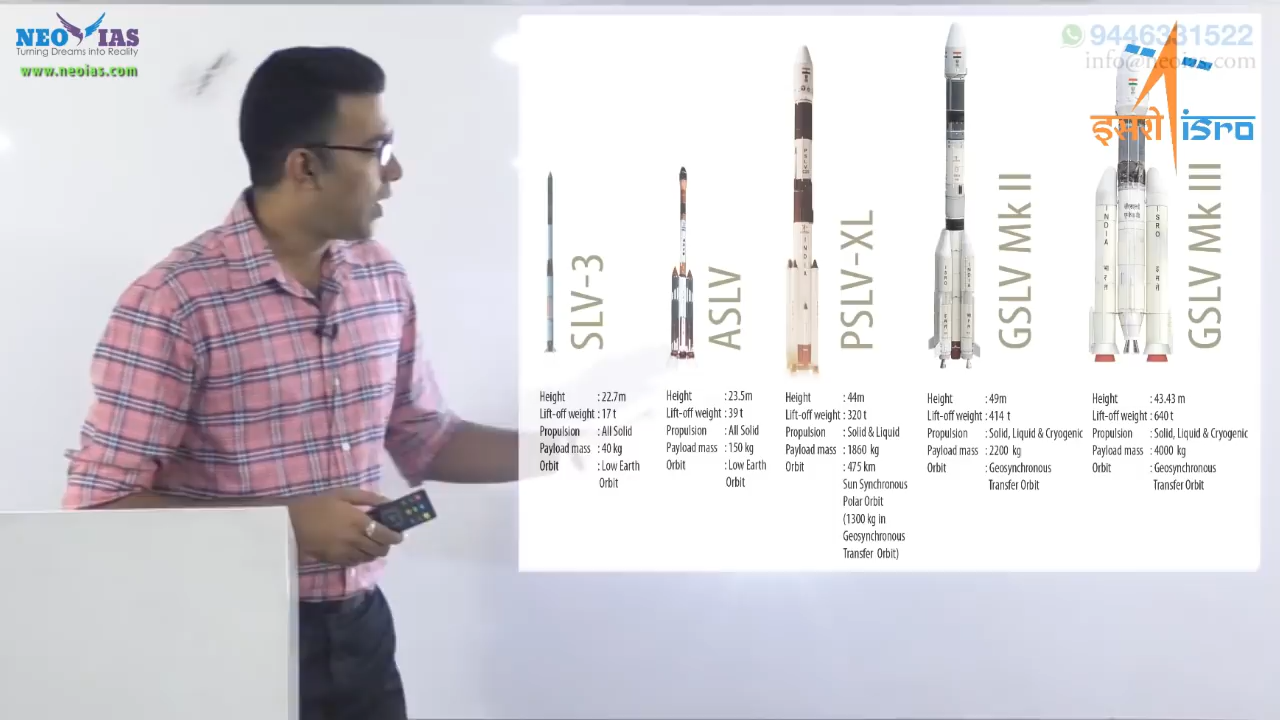 NEO IAS
Turning Dreams into Reality
www.neoias.com
9446331522
info@neoias.com
इसरो isro
SLV-3
ASLV
PSLV-XL
GSLV Mk II
GSLV Mk III
INDIA
INDIA
ISRO
Height : 22.7m
Lift-off weight : 17 t
Propulsion : All Solid
Payload mass : 40 kg
Orbit : Low Earth
Orbit
Height : 23.5m
Lift-off weight : 39 t
Propulsion : All Solid
Payload mass : 150 kg
Orbit : Low Earth
Orbit
Height : 44m
Lift-off weight : 320 t
Propulsion : Solid & Liquid
Payload mass : 1860 kg
Orbit : 475 km
Sun Synchronous
Polar Orbit
(1300 kg in
Geosynchronous
Transfer Orbit)
Height : 49m
Lift-off weight : 414 t
Propulsion : Solid, Liquid & Cryogenic
Payload mass : 2200 kg
Orbit : Geosynchronous
Transfer Orbit
Height : 43.43 m
Lift-off weight : 640 t
Propulsion : Solid, Liquid & Cryogenic
Payload mass : 4000 kg
Orbit : Geosynchronous
Transfer Orbit